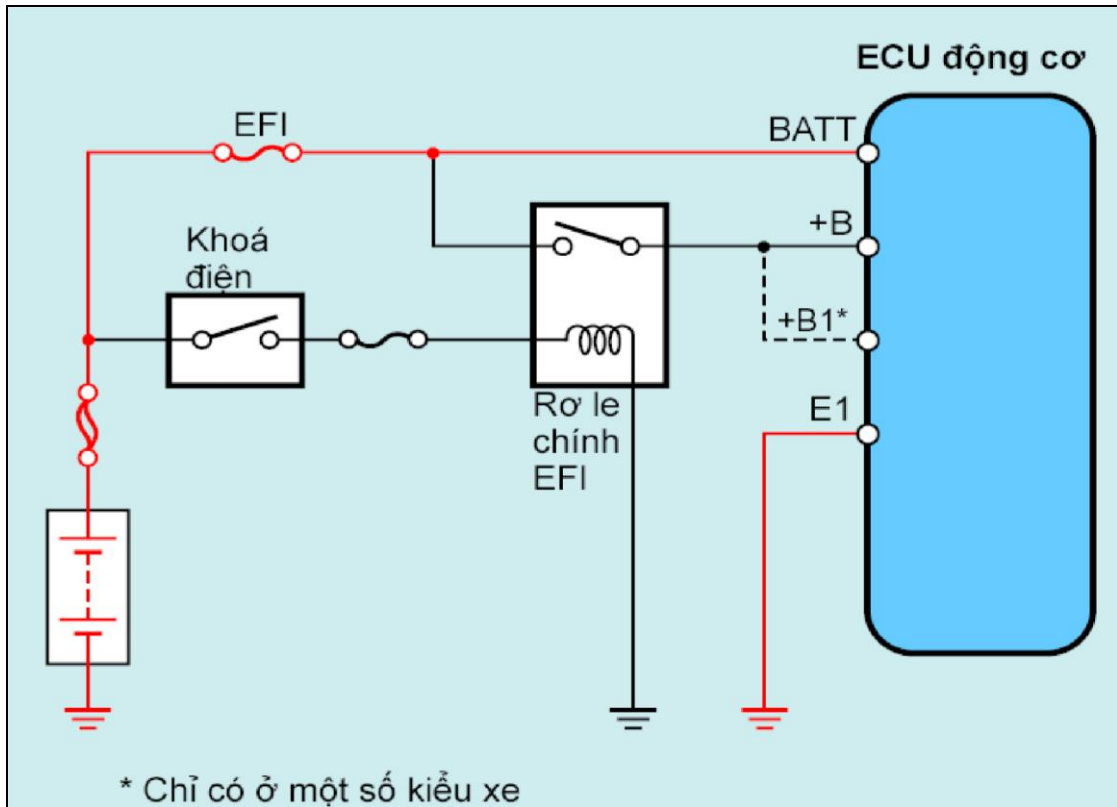 ECU động cơ
EFI
BATT
+B
Khoá
điện
+B1*
E1
Rơ le
chính
EFI
* Chỉ có ở một số kiểu xe